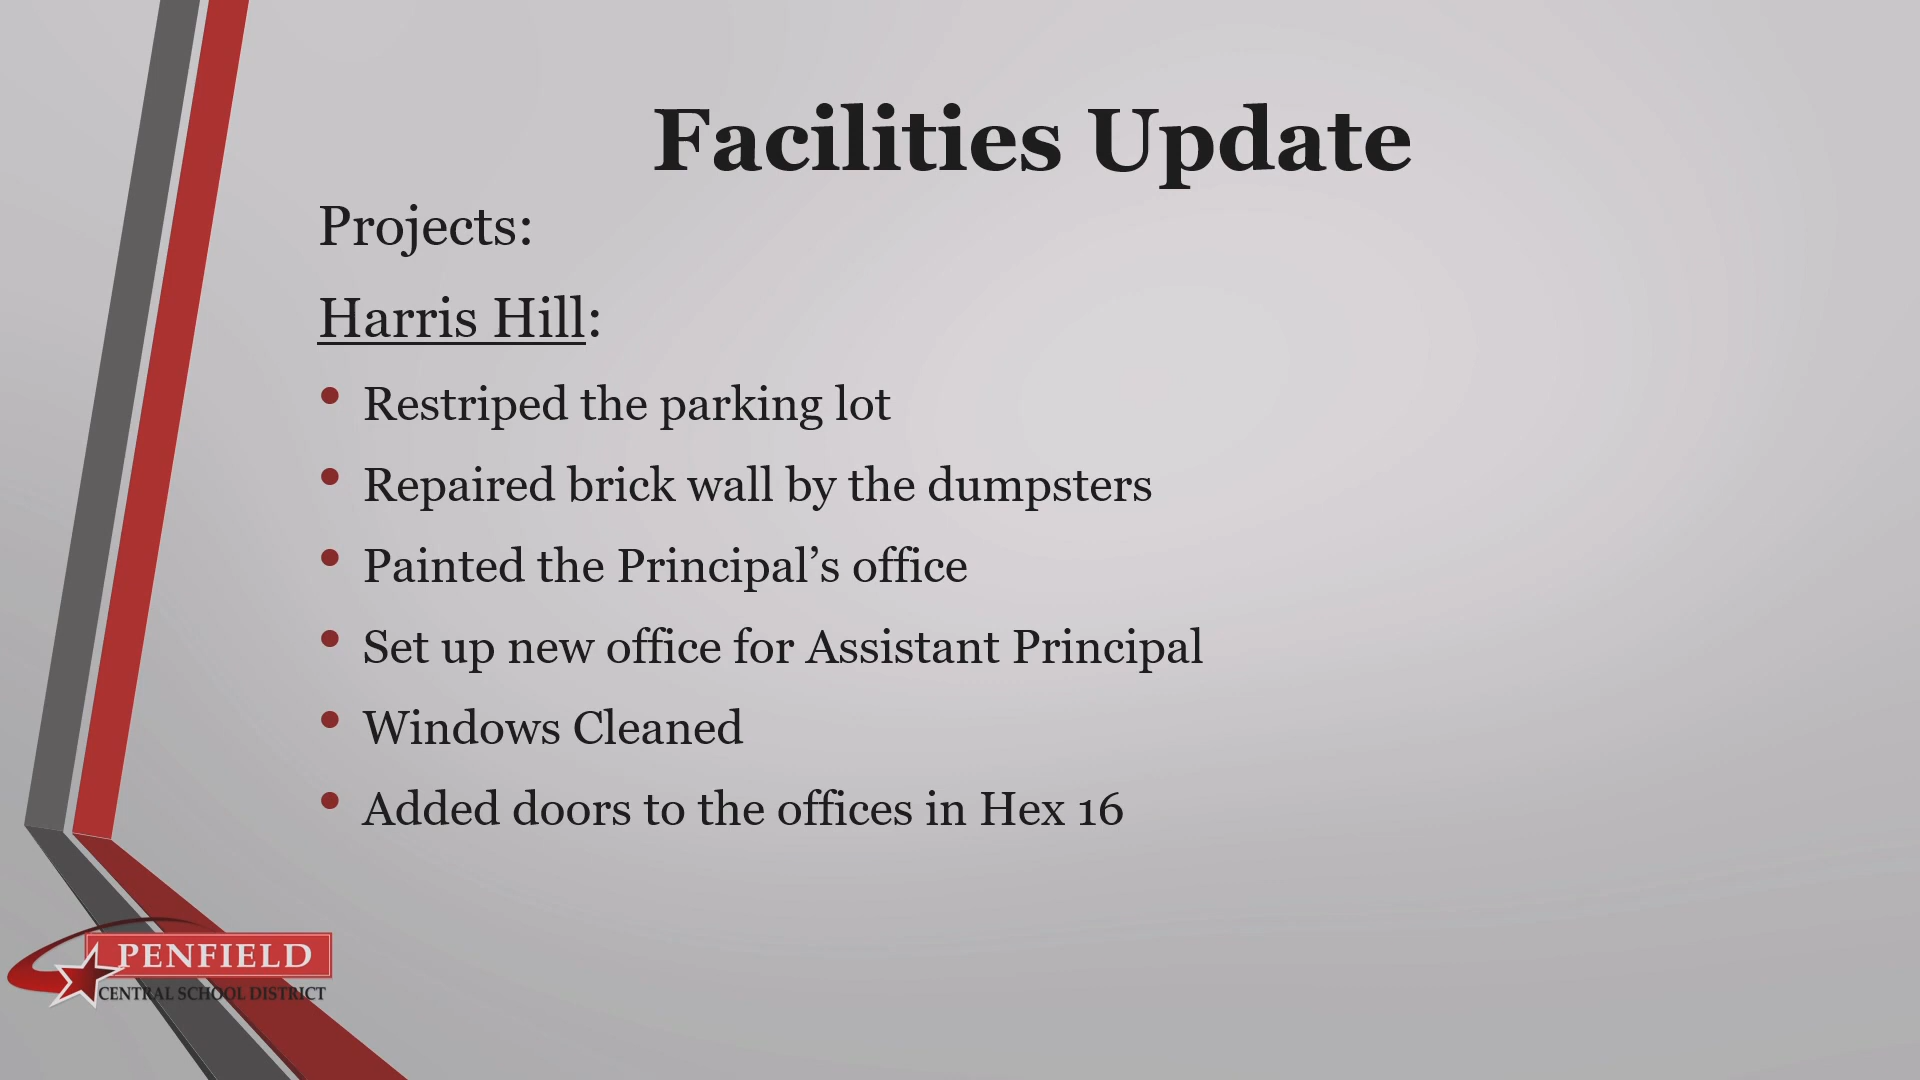 Facilities Update
Projects:
Harris Hill:
• Restriped the parking lot
• Repaired brick wall by the dumpsters
• Painted the Principal’s office
• Set up new office for Assistant Principal
• Windows Cleaned
• Added doors to the offices in Hex 16
PENFIELD
CENTRAL SCHOOL DISTRICT